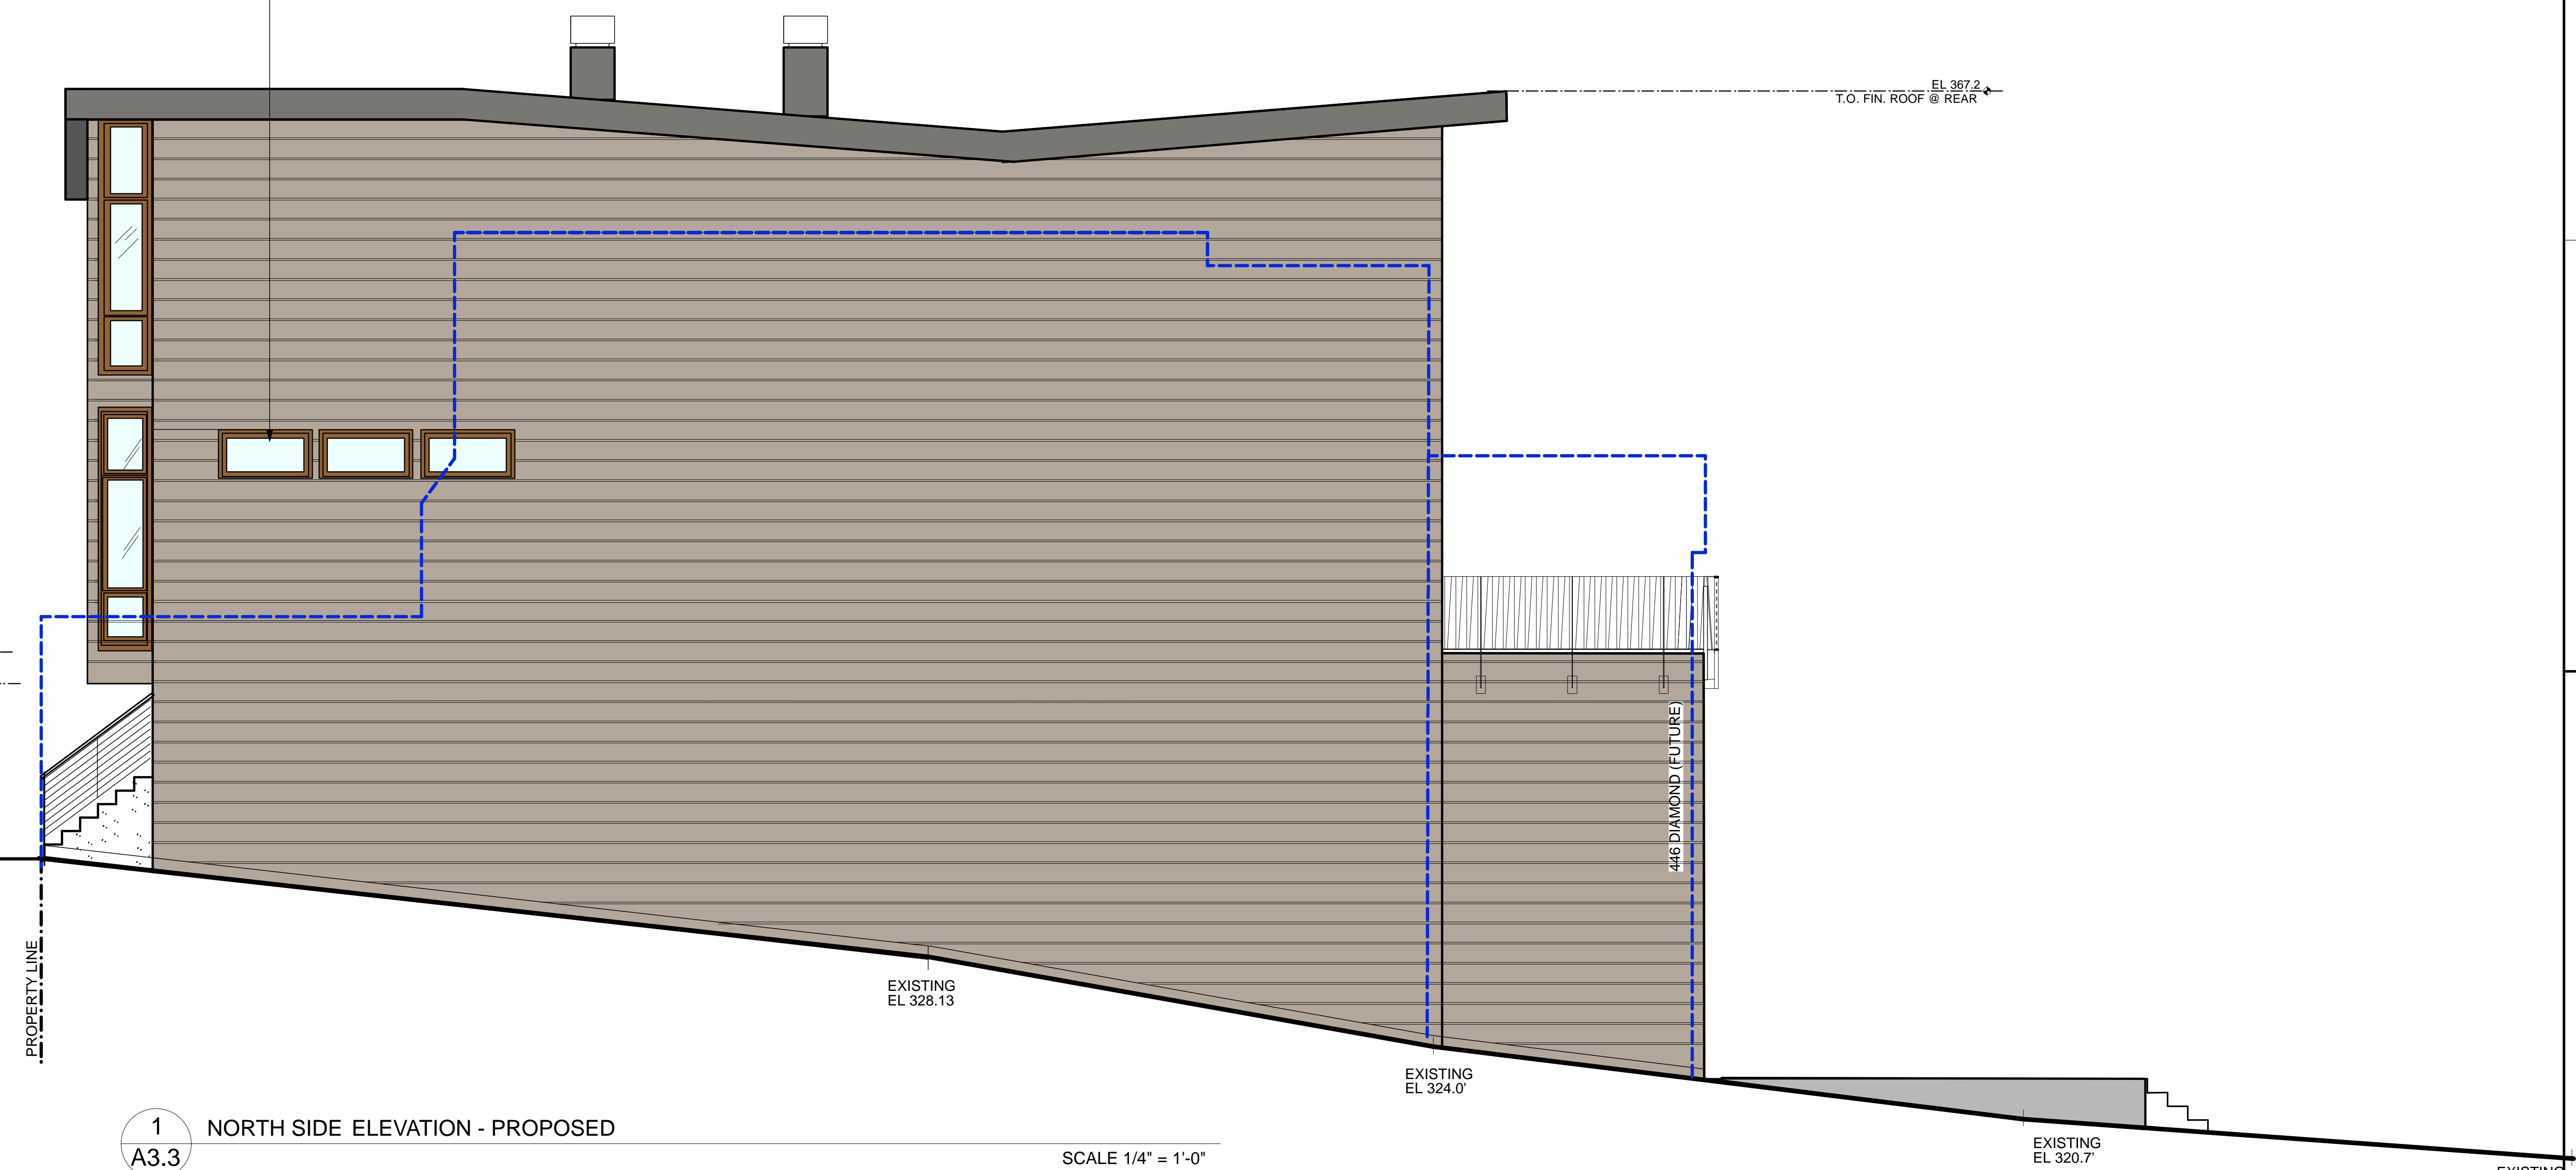 EL 367.2
T.O. FIN. ROOF @ REAR
446 DIAMOND (FUTURE)
PROPERTY LINE
EXISTING
EL 328.13
EXISTING
EL 324.0'
EXISTING
EL 320.7'
EXISTING
1
A3.3
NORTH SIDE ELEVATION - PROPOSED
SCALE 1/4" = 1'-0"